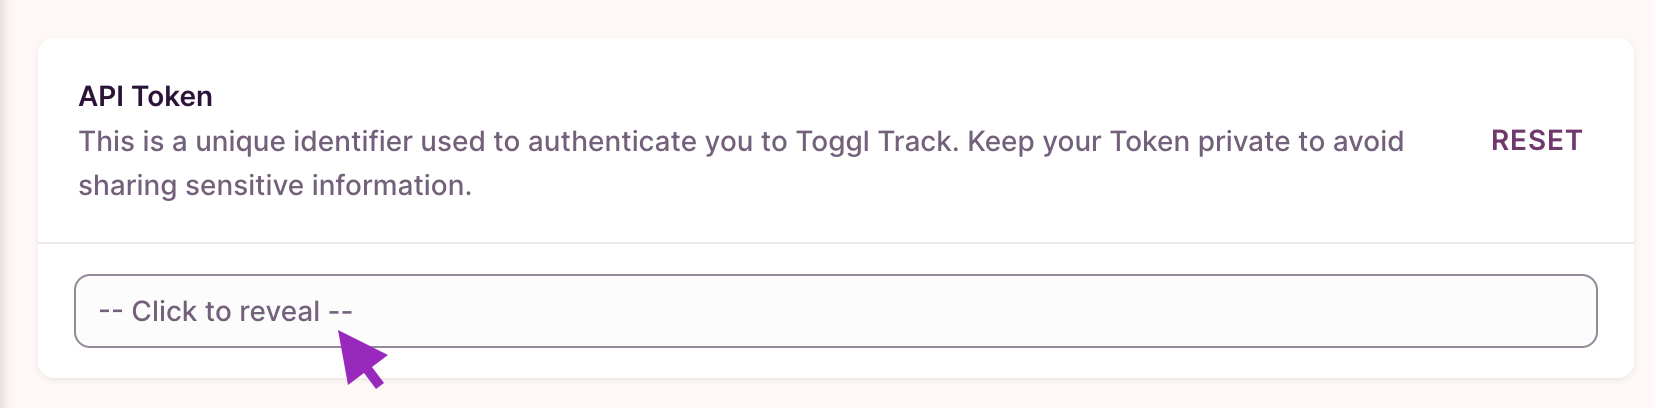 API Token
This is a unique identifier used to authenticate you to Toggl Track. Keep your Token private to avoid
sharing sensitive information.
RESET
-- Click to reveal --